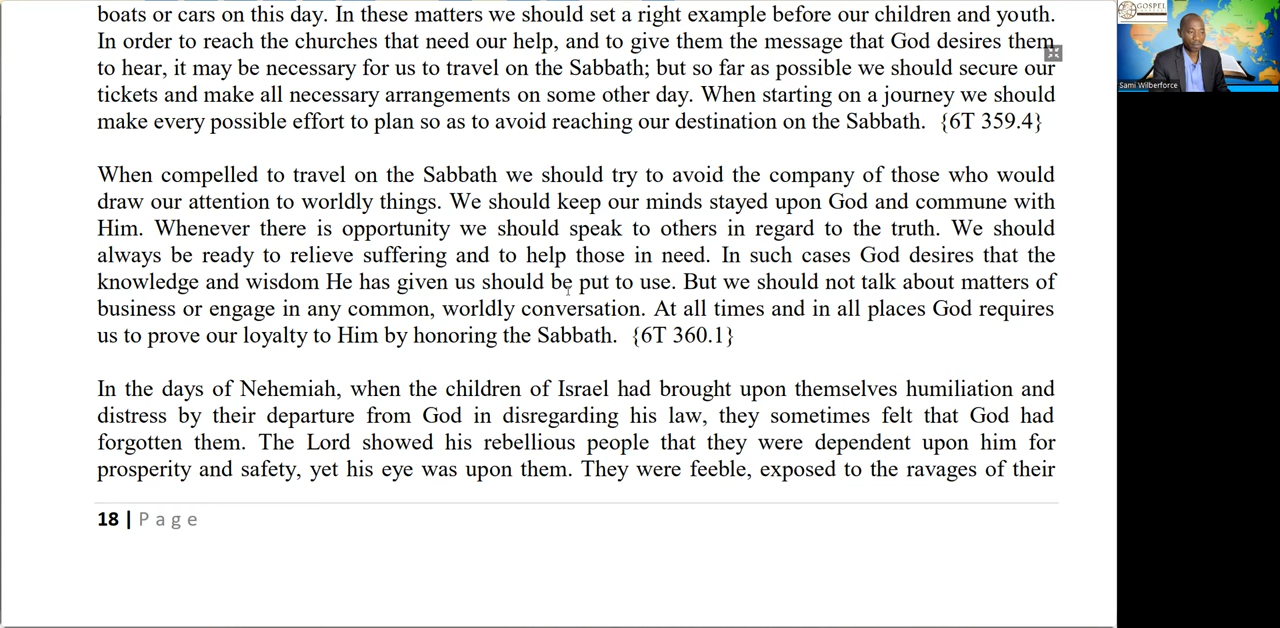 boats or cars on this day. In these matters we should set a right example before our children and youth.
In order to reach the churches that need our help, and to give them the message that God desires them
to hear, it may be necessary for us to travel on the Sabbath; but so far as possible we should secure our
tickets and make all necessary arrangements on some other day. When starting on a journey we should
make every possible effort to plan so as to avoid reaching our destination on the Sabbath. {6T 359.4}
When compelled to travel on the Sabbath we should try to avoid the company of those who would
draw our attention to worldly things. We should keep our minds stayed upon God and commune with
Him. Whenever there is opportunity we should speak to others in regard to the truth. We should
always be ready to relieve suffering and to help those in need. In such cases God desires that the
knowledge and wisdom He has given us should be put to use. But we should not talk about matters of
business or engage in any common, worldly conversation. At all times and in all places God requires
us to prove our loyalty to Him by honoring the Sabbath. {6T 360.1}
In the days of Nehemiah, when the children of Israel had brought upon themselves humiliation and
distress by their departure from God in disregarding his law, they sometimes felt that God had
forgotten them. The Lord showed his rebellious people that they were dependent upon him for
prosperity and safety, yet his eye was upon them. They were feeble, exposed to the ravages of their
18 | Page
GOSPEL
Sami Wilberforce